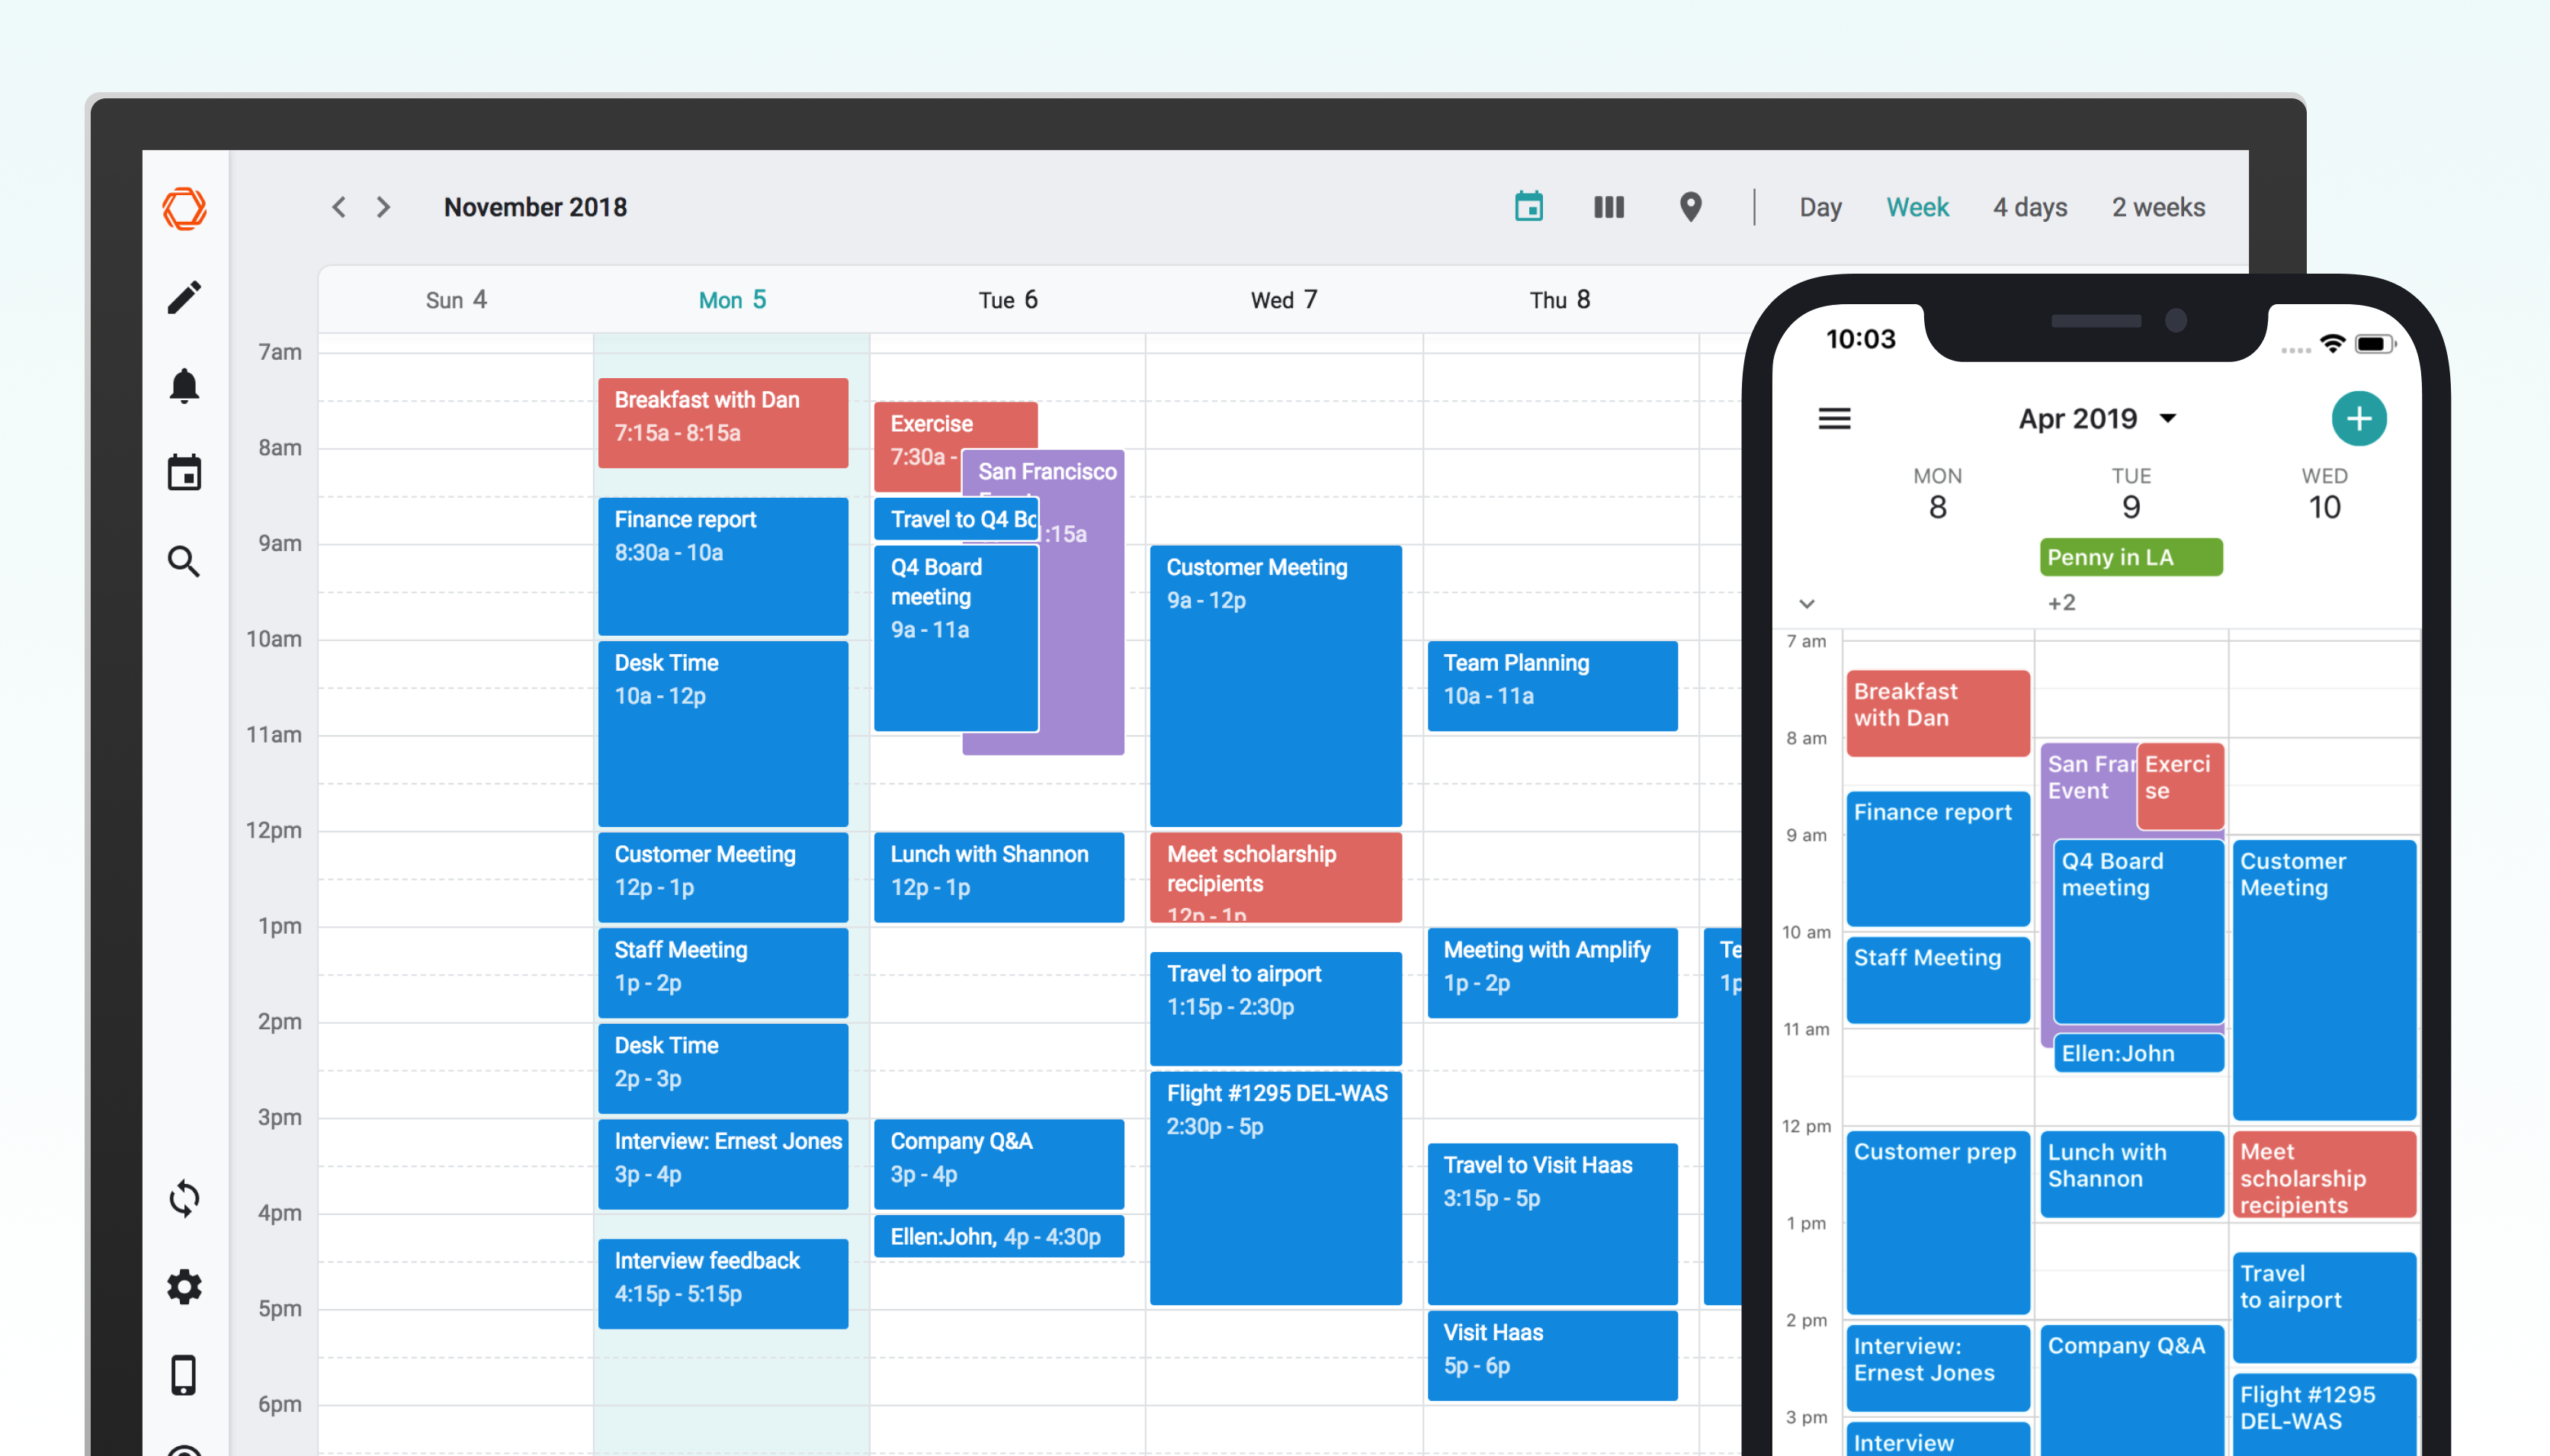 November 2018
Day Week 4 days 2 weeks
Sun 4
Mon 5
Tue 6
Wed 7
Thu 8
7am
8am
9am
10am
11am
12pm
1pm
2pm
3pm
4pm
5pm
6pm
Breakfast with Dan
7:15a - 8:15a
Finance report
8:30a - 10a
Desk Time
10a - 12p
Customer Meeting
12p - 1p
Staff Meeting
1p - 2p
Desk Time
2p - 3p
Interview: Ernest Jones
3p - 4p
Interview feedback
4:15p - 5:15p
Exercise
7:30a -
San Francisco
:15a
Travel to Q4 Bo
Q4 Board
meeting
9a - 11a
Lunch with Shannon
12p - 1p
Company Q&A
3p - 4p
Ellen:John, 4p - 4:30p
Customer Meeting
9a - 12p
Meet scholarship
recipients
12p - 1p
Travel to airport
1:15p - 2:30p
Flight #1295 DEL-WAS
2:30p - 5p
Team Planning
10a - 11a
Meeting with Amplify
1p - 2p
Travel to Visit Haas
3:15p - 5p
Visit Haas
5p - 6p
Te
1p
10:03
Apr 2019
MON
8
TUE
9
WED
10
Penny in LA
+2
7 am
8 am
9 am
10 am
11 am
12 pm
1 pm
2 pm
3 pm
Breakfast
with Dan
Finance report
Staff Meeting
Customer prep
Interview:
Ernest Jones
Interview
San Fran
Event
Exerci
se
Q4 Board
meeting
Ellen:John
Lunch with
Shannon
Company Q&A
Customer
Meeting
Meet
scholarship
recipients
Travel
to airport
Flight #1295
DEL-WAS